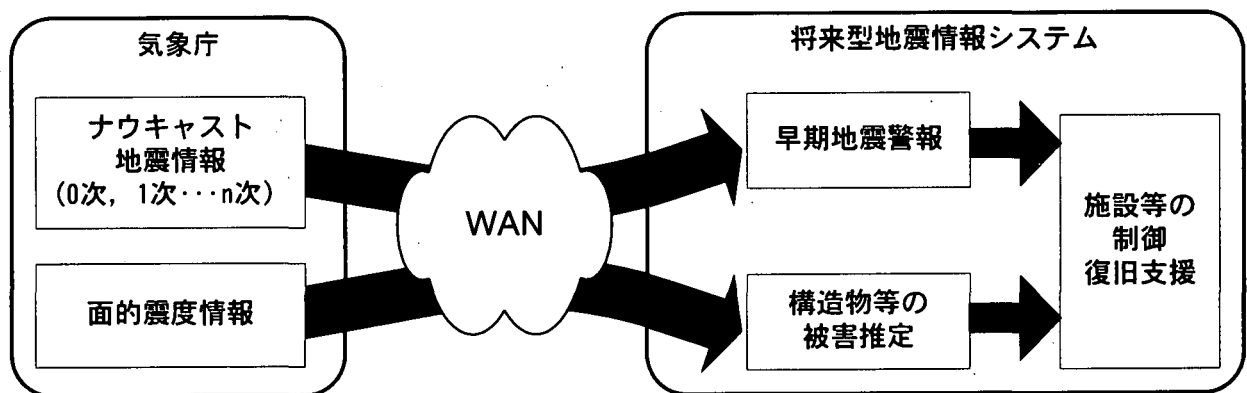 気象庁
ナウキャスト
地震情報
(0次, 1次･･･n次)
面的震度情報
WAN
将来型地震情報システム
早期地震警報
構造物等の
被害推定
施設等の
制御
復旧支援